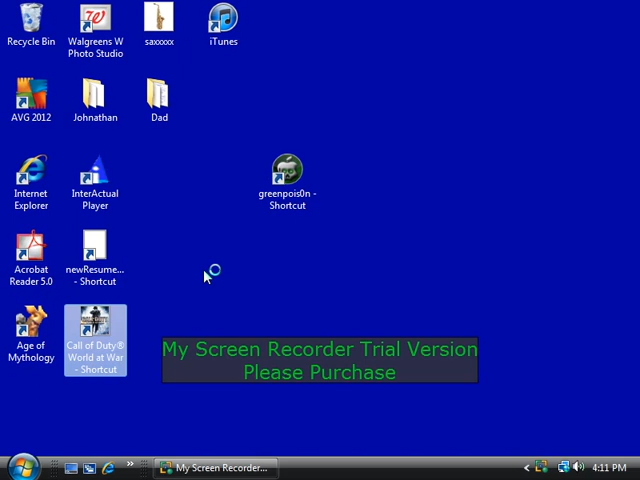 Recycle Bin
Walgreens W
Photo Studio
saxxxxx
iTunes
AVG 2012
Johnathan
Dad
Internet
Explorer
InterActual
Player
greenpois0n -
Shortcut
Acrobat
Reader 5.0
newResume...
- Shortcut
Age of
Mythology
Call of Duty®
World at War
- Shortcut
My Screen Recorder Trial Version
Please Purchase
My Screen Recorder...
4:11 PM